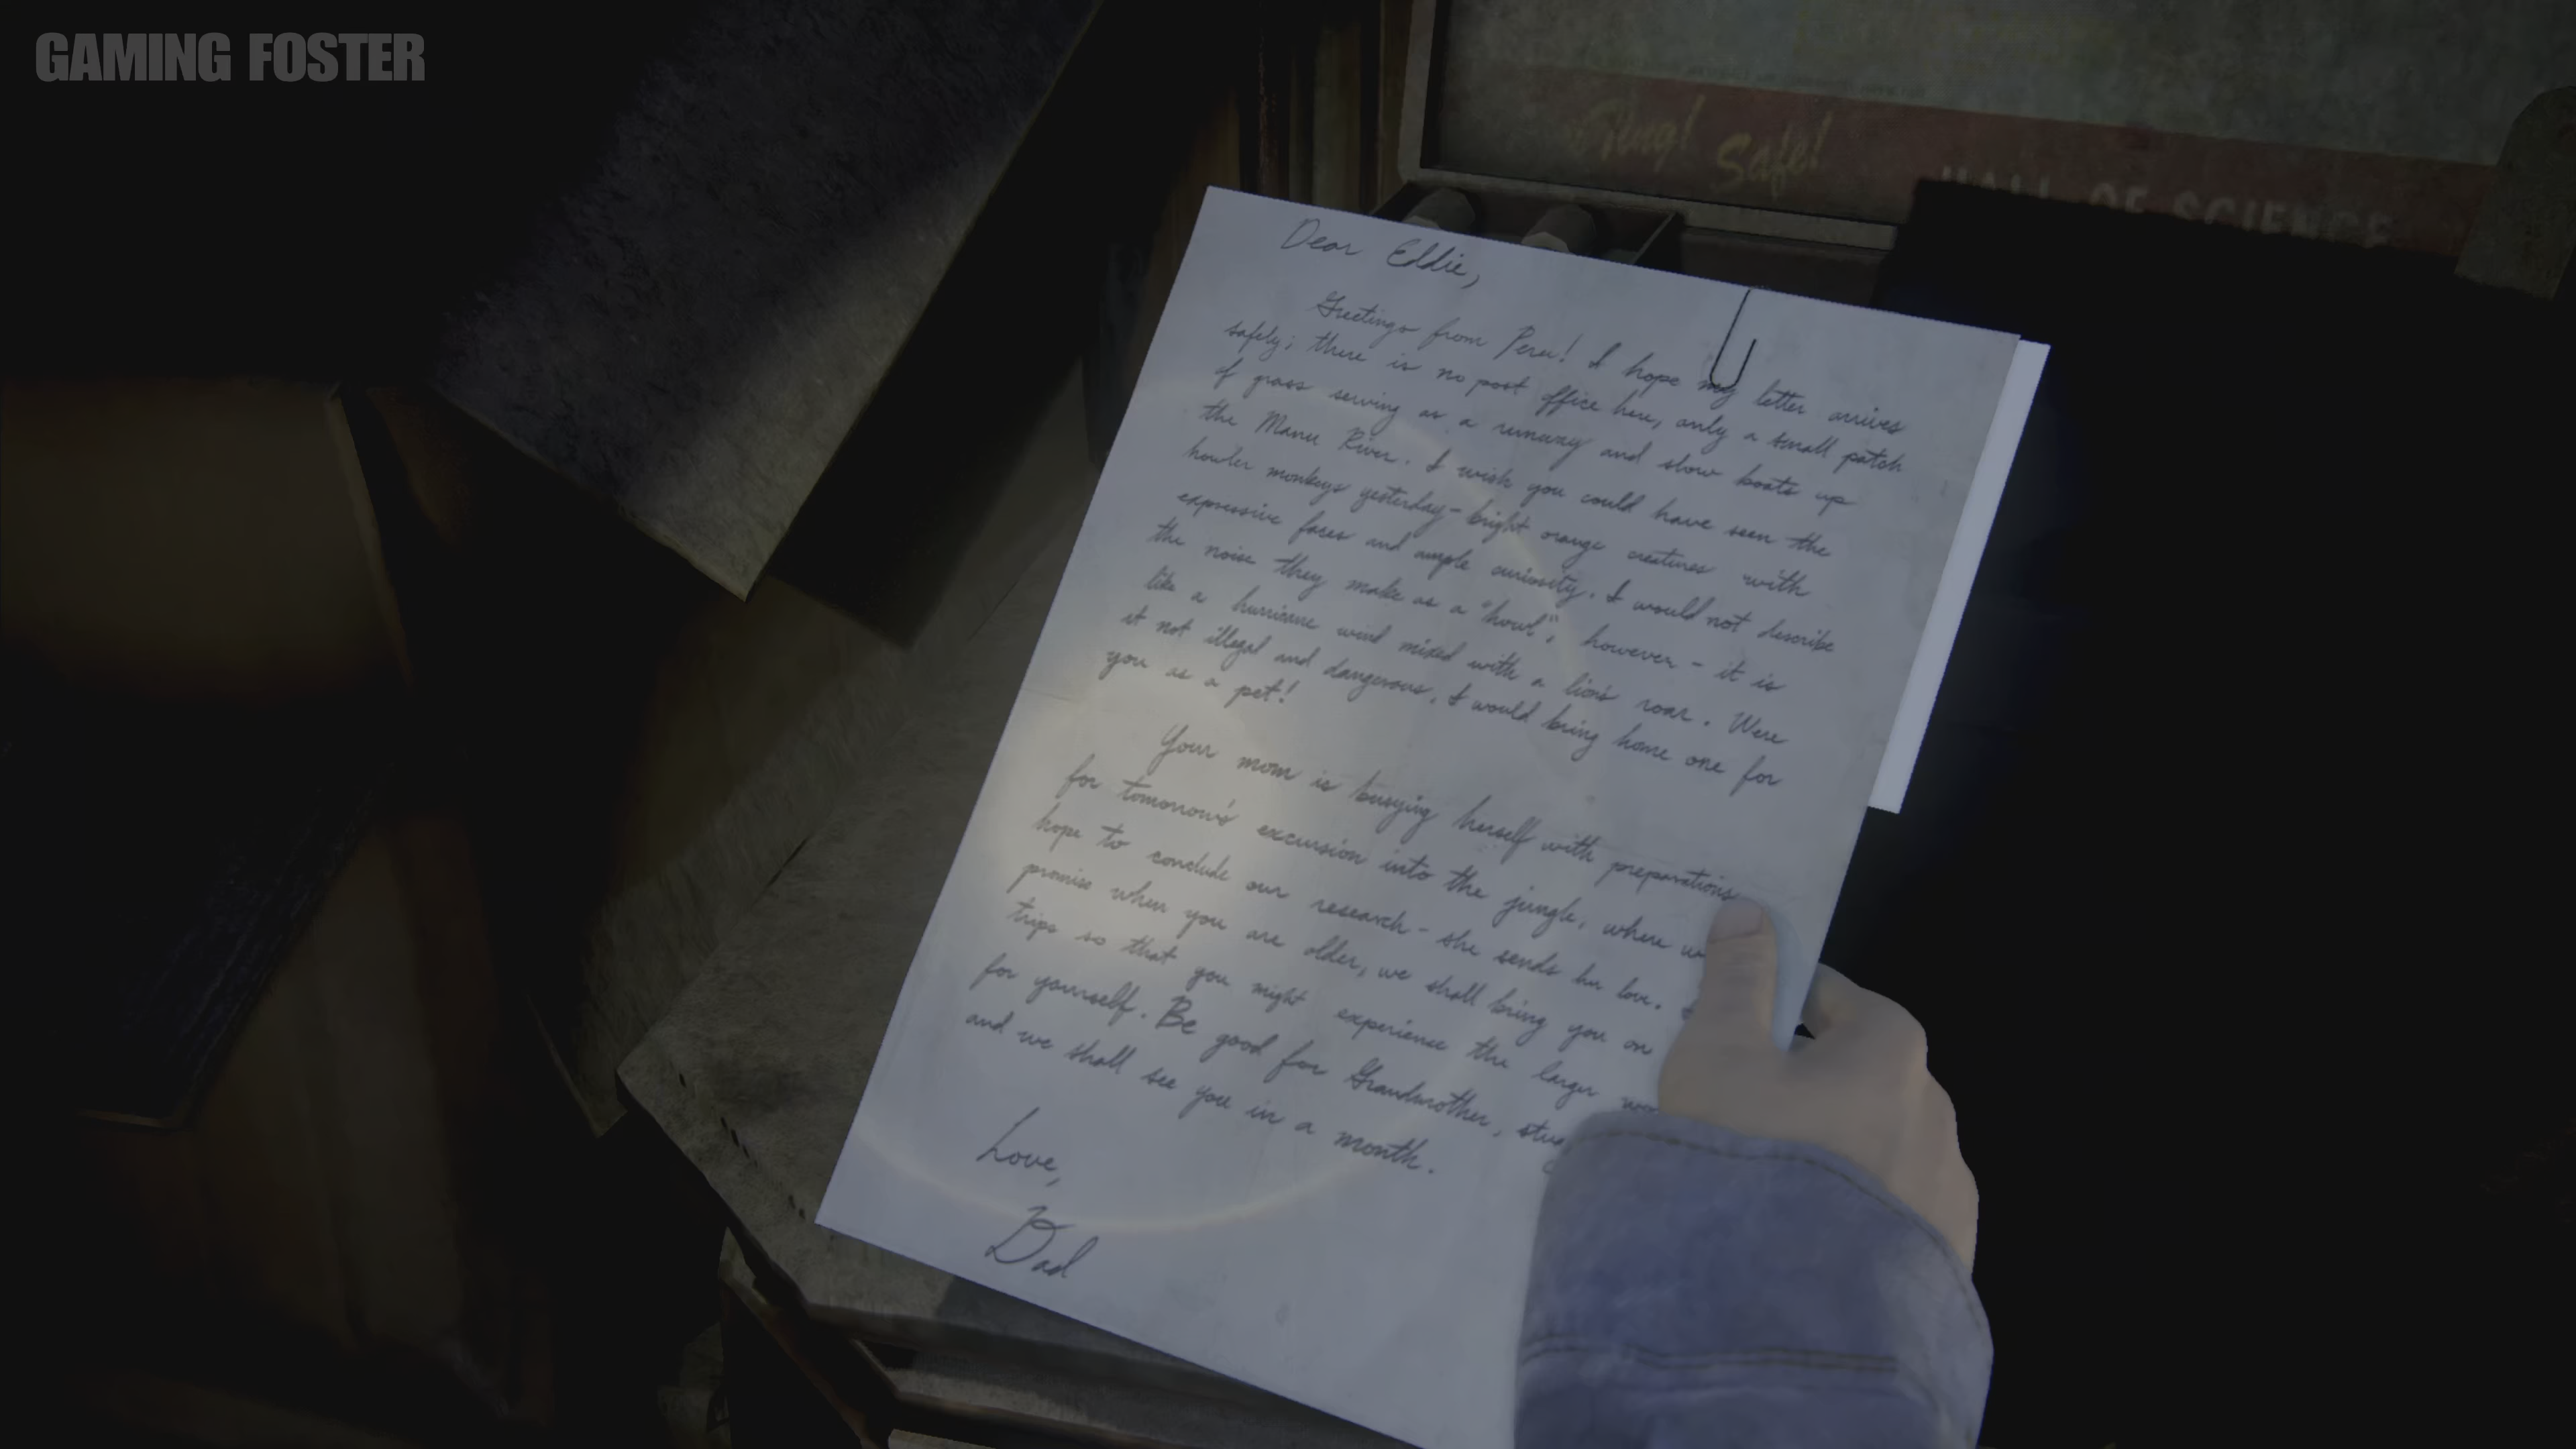 GAMING FOSTER
Plug! Safe!
HALL OF SCIENCE
Dear Eddie,
Greetings from Peru! I hope my letter arrives
safely; there is no post office here, only a small patch
of grass serving as a runway and slow boats up
the Manu River. I wish you could have seen the
howler monkeys yesterday - bright orange creatures with
expressive faces and ample curiosity. I would not describe
the noise they make as a "howl", however - it is
like a hurricane wind mixed with a lion's roar. Were
it not illegal and dangerous, I would bring home one for
you as a pet!
Your mom is busying herself with preparations
for tomorrow's excursion into the jungle, where
hope to conclude our research - she sends her love.
promise when you are older, we shall bring you on
trips so that you might experience the larger
for yourself. Be good for Grandmother,
and we shall see you in a month.
Love,
Dad